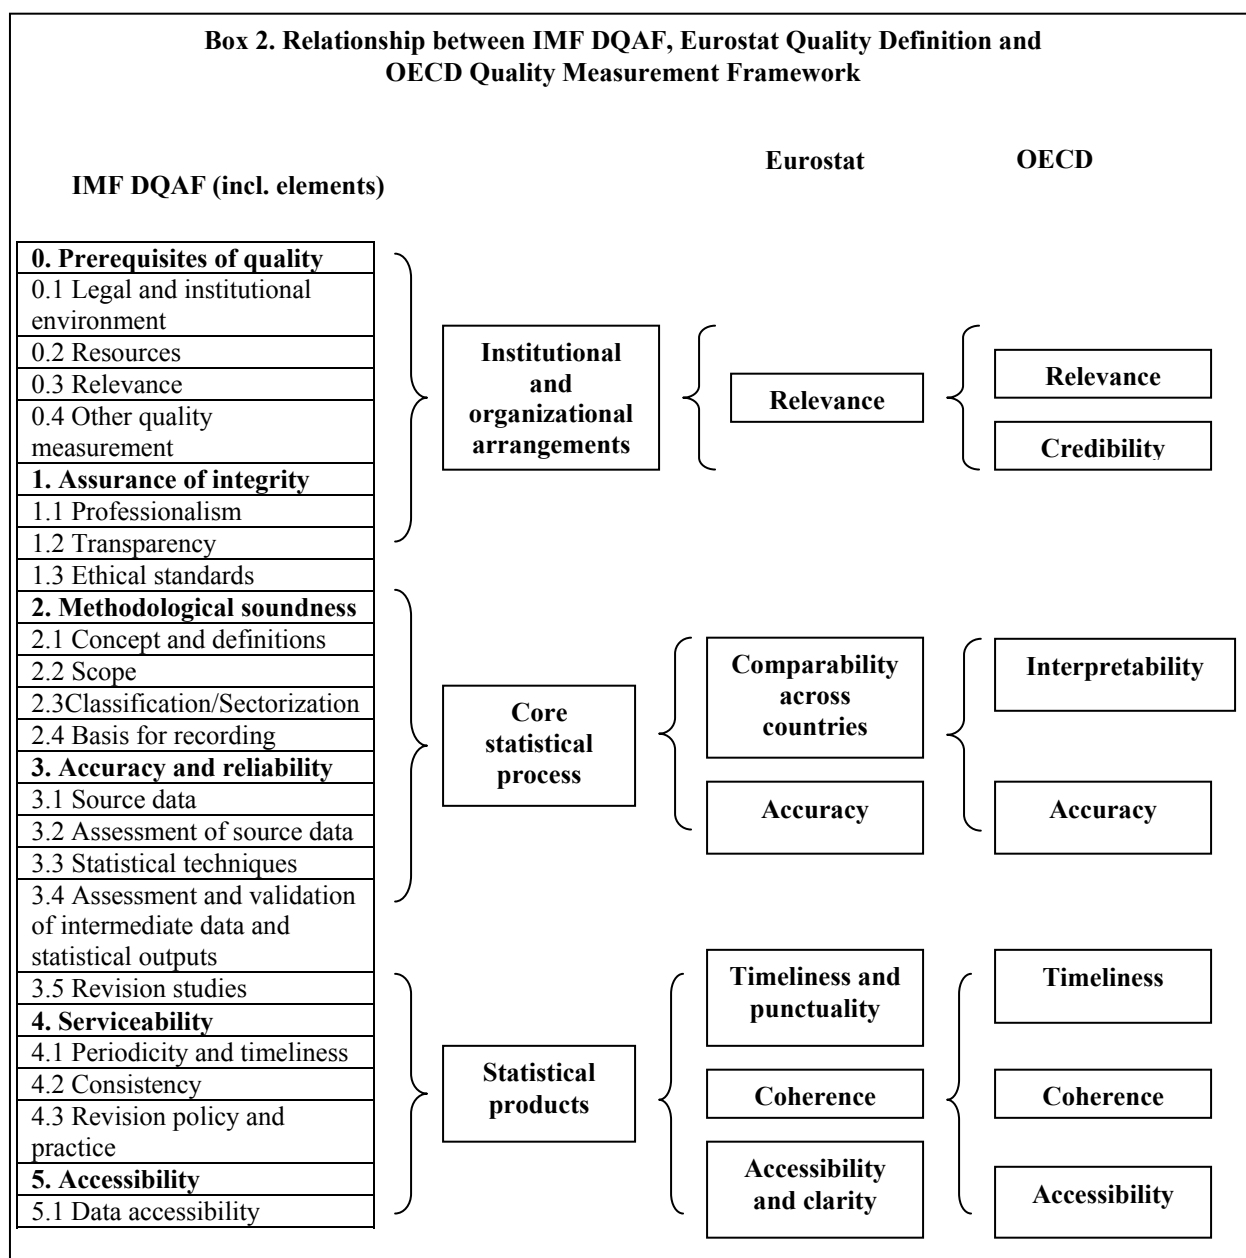 Box 2. Relationship between IMF DQAF, Eurostat Quality Definition and
OECD Quality Measurement Framework
Eurostat
OECD
IMF DQAF (incl. elements)
0. Prerequisites of quality
0.1 Legal and institutional
environment
0.2 Resources
0.3 Relevance
0.4 Other quality
measurement
1. Assurance of integrity
1.1 Professionalism
1.2 Transparency
1.3 Ethical standards
2. Methodological soundness
2.1 Concept and definitions
2.2 Scope
2.3Classification/Sectorization
2.4 Basis for recording
3. Accuracy and reliability
3.1 Source data
3.2 Assessment of source data
3.3 Statistical techniques
3.4 Assessment and validation
of intermediate data and
statistical outputs
3.5 Revision studies
4. Serviceability
4.1 Periodicity and timeliness
4.2 Consistency
4.3 Revision policy and
practice
5. Accessibility
5.1 Data accessibility
Institutional
and
organizational
arrangements
Core
statistical
process
Statistical
products
Relevance
Comparability
across
countries
Accuracy
Timeliness and
punctuality
Coherence
Accessibility
and clarity
Relevance
Credibility
Interpretability
Accuracy
Timeliness
Coherence
Accessibility